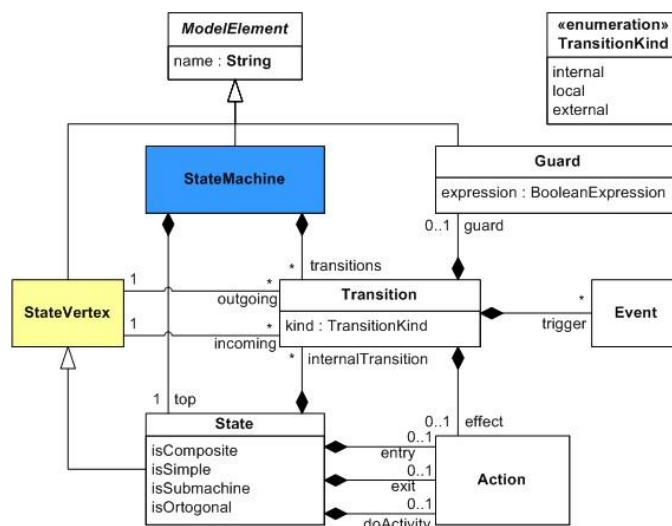 ModelElement
name : String
«enumeration»
TransitionKind
internal
local
external
StateMachine
Guard
expression : BooleanExpression
0..1 guard
* transitions
StateVertex
1 *
outgoing
1 *
incoming
Transition
kind : TransitionKind
*
trigger
Event
* internalTransition
1 top
0..1 effect
State
isComposite
isSimple
isSubmachine
isOrtogonal
0..1
entry
0..1
exit
0..1
doActivity
Action